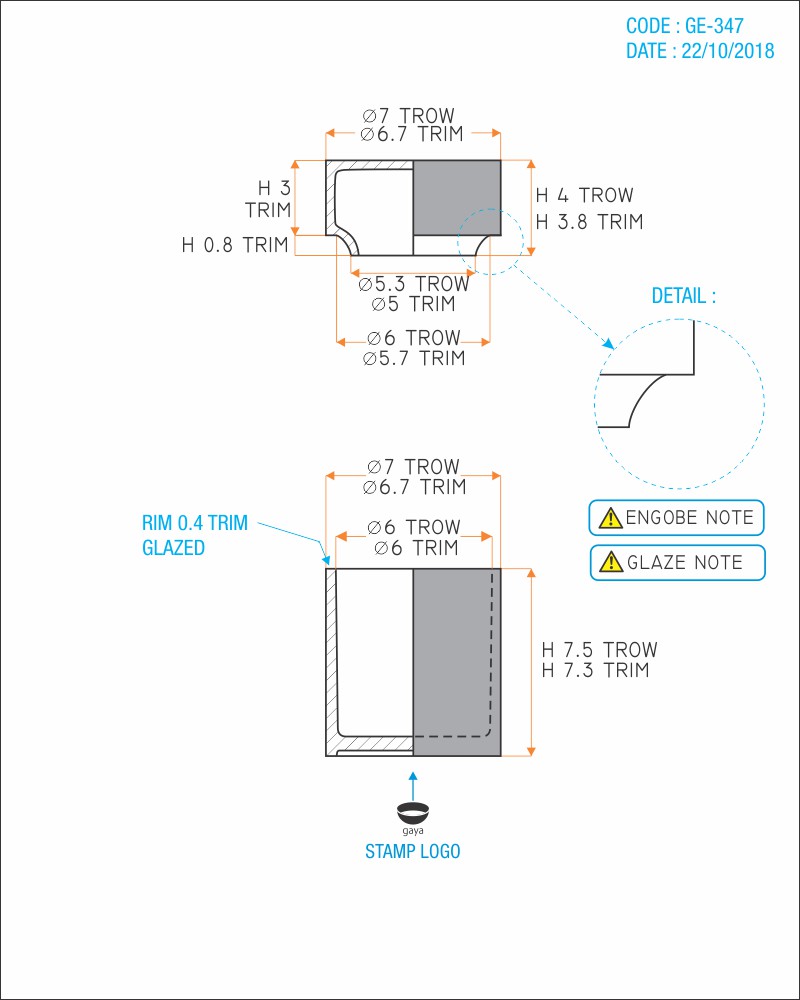 CODE : GE-347
DATE : 22/10/2018
⌀7 TROW
⌀6.7 TRIM
H 3
TRIM
H 4 TROW
H 3.8 TRIM
H 0.8 TRIM
⌀5.3 TROW
⌀5 TRIM
DETAIL :
⌀6 TROW
⌀5.7 TRIM
⌀7 TROW
⌀6.7 TRIM
RIM 0.4 TRIM
GLAZED
⌀6 TROW
⌀6 TRIM
ENGOBE NOTE
GLAZE NOTE
H 7.5 TROW
H 7.3 TRIM
gaya
STAMP LOGO